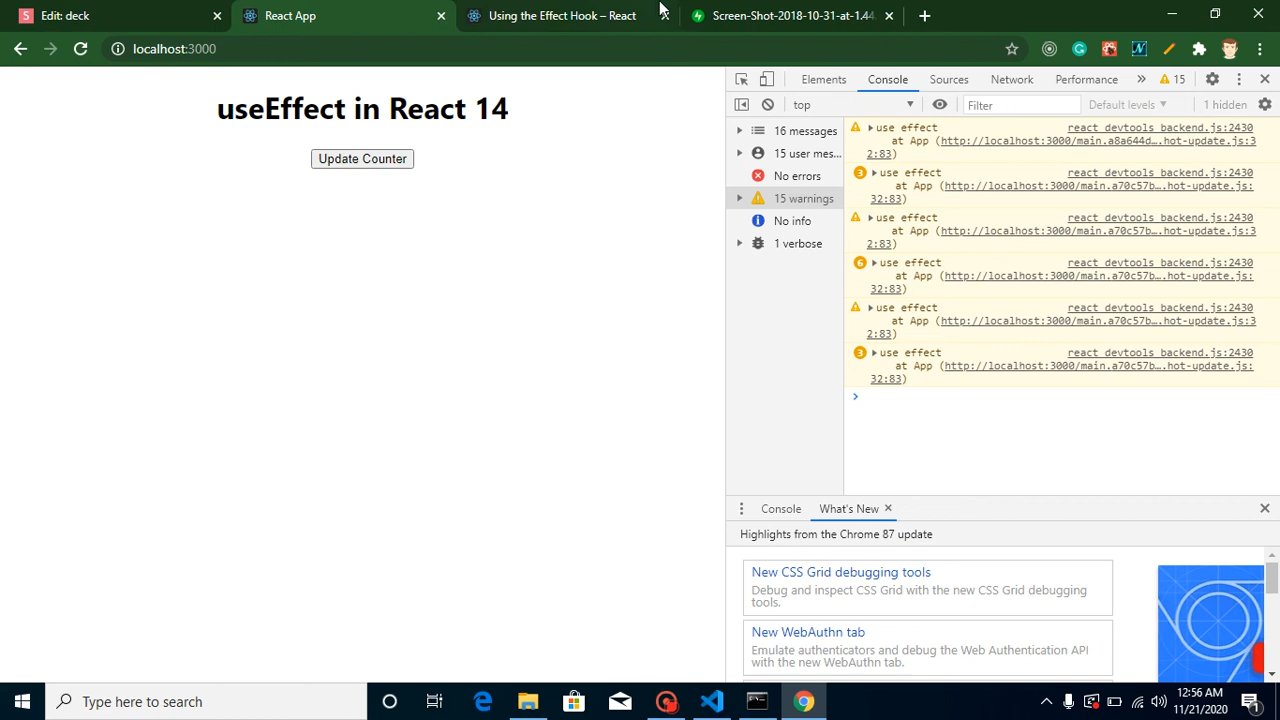 Edit: deck
React App
Using the Effect Hook – React
Screen-Shot-2018-10-31-at-1.44.
localhost:3000
useEffect in React 14
Update Counter
Elements Console Sources Network Performance » 15
top Filter Default levels 1 hidden
16 messages
15 user mes...
No errors
15 warnings
No info
1 verbose
use effect react devtools backend.js:2430
at App (http://localhost:3000/main.a8a644d….hot-update.js:3
2:83)
3 use effect react devtools backend.js:2430
at App (http://localhost:3000/main.a70c57b….hot-update.js:
32:83)
use effect react devtools backend.js:2430
at App (http://localhost:3000/main.a70c57b….hot-update.js:3
2:83)
6 use effect react devtools backend.js:2430
at App (http://localhost:3000/main.a70c57b….hot-update.js:
32:83)
use effect react devtools backend.js:2430
at App (http://localhost:3000/main.a70c57b….hot-update.js:3
2:83)
3 use effect react devtools backend.js:2430
at App (http://localhost:3000/main.a70c57b….hot-update.js:
32:83)
Console What's New
Highlights from the Chrome 87 update
New CSS Grid debugging tools
Debug and inspect CSS Grid with the new CSS Grid debugging
tools.
New WebAuthn tab
Emulate authenticators and debug the Web Authentication API
with the new WebAuthn tab.
Type here to search
12:56 AM
11/21/2020
1